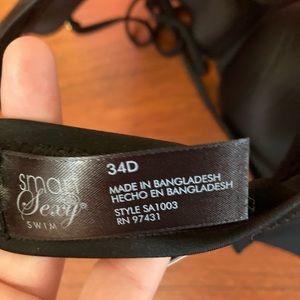 smart
Sexy®
SWIM
34D
MADE IN BANGLADESH
HECHO EN BANGLADESH
STYLE SA1003
RN 97431